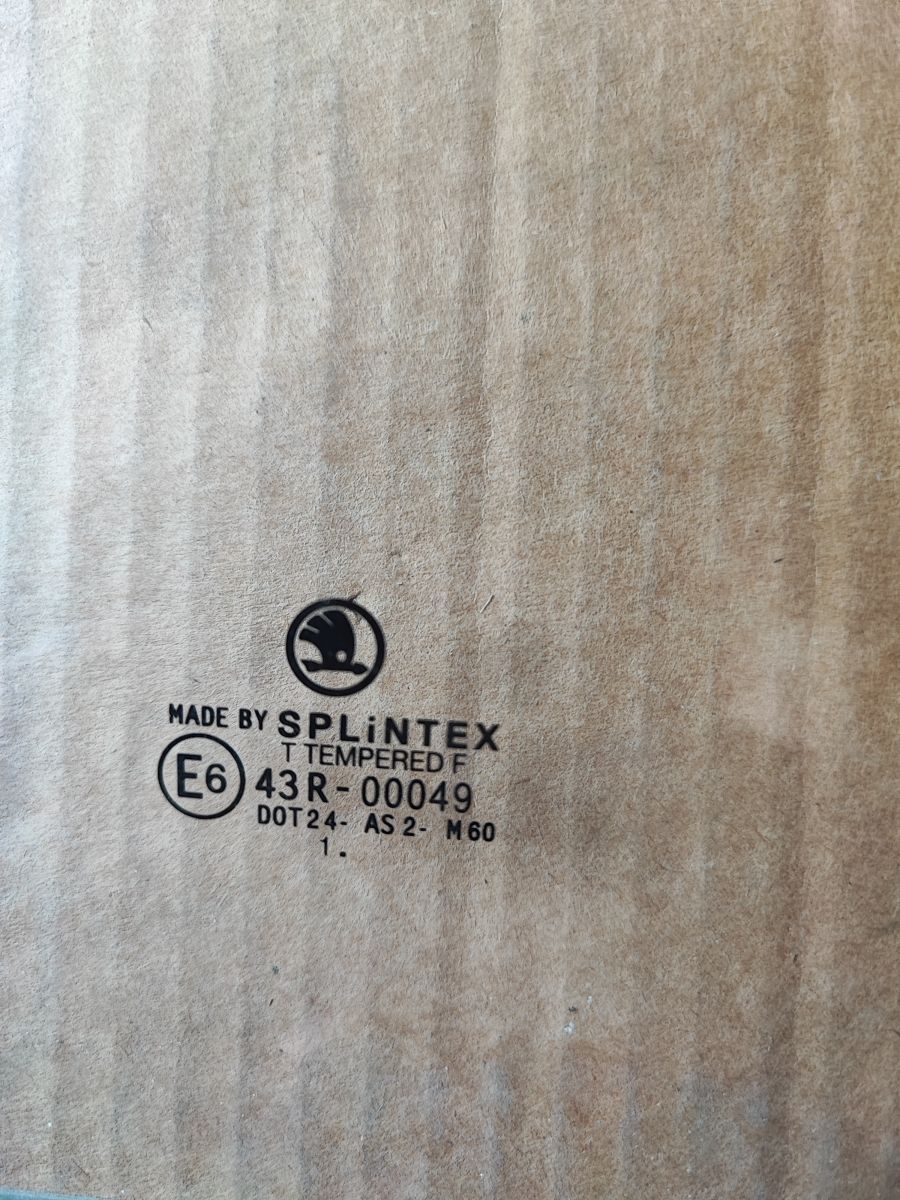 MADE BY SPLiNTEX
T TEMPERED F
E6 43R-00049
DOT24- AS2- M60
1.